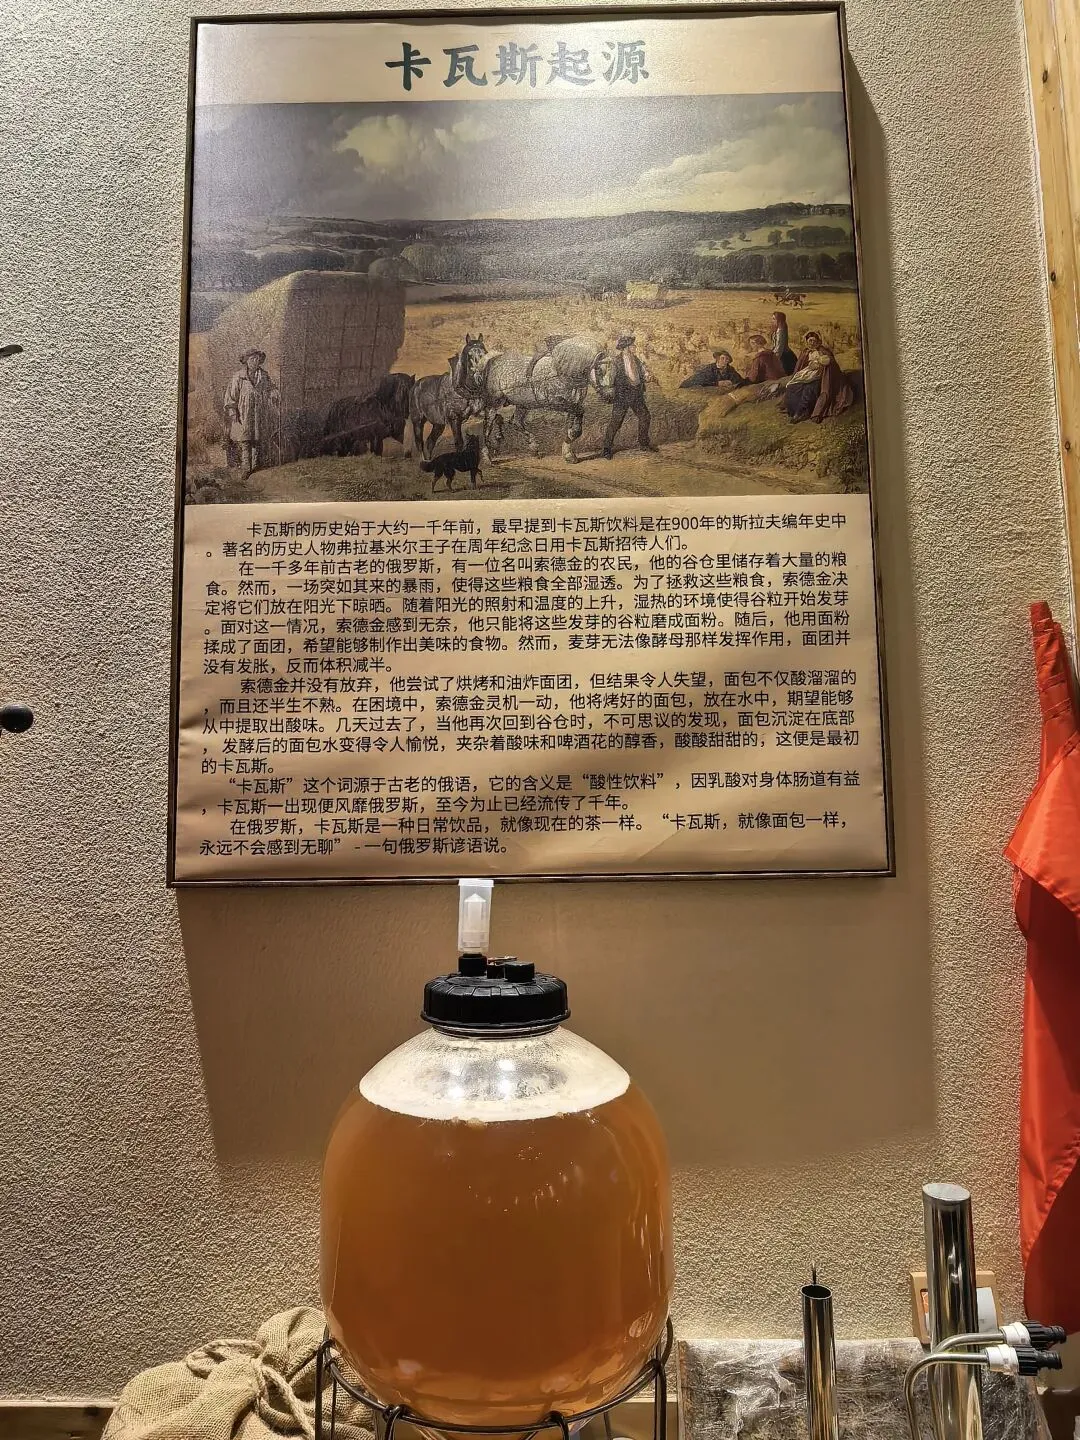 卡瓦斯起源
卡瓦斯的历史始于大约一千年前，最早提到卡瓦斯饮料是在900年的斯拉夫编年史中
。著名的历史人物弗拉基米尔王子在周年纪念日用卡瓦斯招待人们。
在一千多年前古老的俄罗斯，有一位名叫索德金的农民，他的谷仓里储存着大量的粮
食。然而，一场突如其来的暴雨，使得这些粮食全部湿透。为了拯救这些粮食，索德金决
定将它们放在阳光下晾晒。随着阳光的照射和温度的上升，湿热的环境使得谷粒开始发芽
。面对这一情况，索德金感到无奈，他只能将这些发芽的谷粒磨成面粉。随后，他用面粉
揉成了面团，希望能够制作出美味的食物。然而，麦芽无法像酵母那样发挥作用，面团并
没有发胀，反而体积减半。
索德金并没有放弃，他尝试了烘烤和油炸面团，但结果令人失望，面包不仅酸溜溜的
，而且还半生不熟。在困境中，索德金灵机一动，他将烤好的面包，放在水中，期望能够
从中提取出酸味。几天过去了，当他再次回到谷仓时，不可思议的发现，面包沉淀在底部
，发酵后的面包水变得令人愉悦，夹杂着酸味和啤酒花的醇香，酸酸甜甜的，这便是最初
的卡瓦斯。
“卡瓦斯”这个词源于古老的俄语，它的含义是“酸性饮料”，因乳酸对身体肠道有益
，卡瓦斯一出现便风靡俄罗斯，至今为止已经流传了千年。
在俄罗斯，卡瓦斯是一种日常饮品，就像现在的茶一样。“卡瓦斯，就像面包一样，
永远不会感到无聊”-一句俄罗斯谚语说。